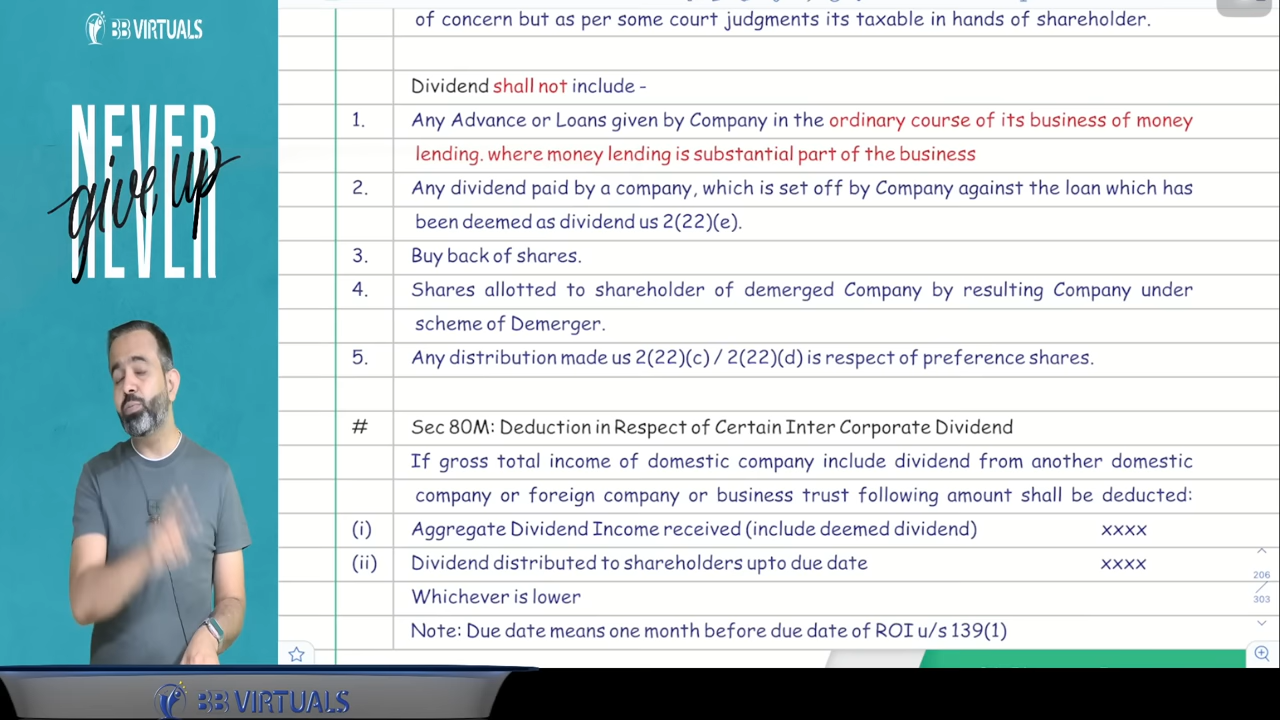 BB VIRTUALS
NEVER
give up
NEVER
of concern but as per some court judgments its taxable in hands of shareholder.
Dividend shall not include -
1. Any Advance or Loans given by Company in the ordinary course of its business of money
lending. where money lending is substantial part of the business
2. Any dividend paid by a company, which is set off by Company against the loan which has
been deemed as dividend us 2(22)(e).
3. Buy back of shares.
4. Shares allotted to shareholder of demerged Company by resulting Company under
scheme of Demerger.
5. Any distribution made us 2(22)(c) / 2(22)(d) is respect of preference shares.
# Sec 80M: Deduction in Respect of Certain Inter Corporate Dividend
If gross total income of domestic company include dividend from another domestic
company or foreign company or business trust following amount shall be deducted:
(i) Aggregate Dividend Income received (include deemed dividend) xxxx
(ii) Dividend distributed to shareholders upto due date xxxx
Whichever is lower
Note: Due date means one month before due date of ROI u/s 139(1)
206
303
BB VIRTUALS